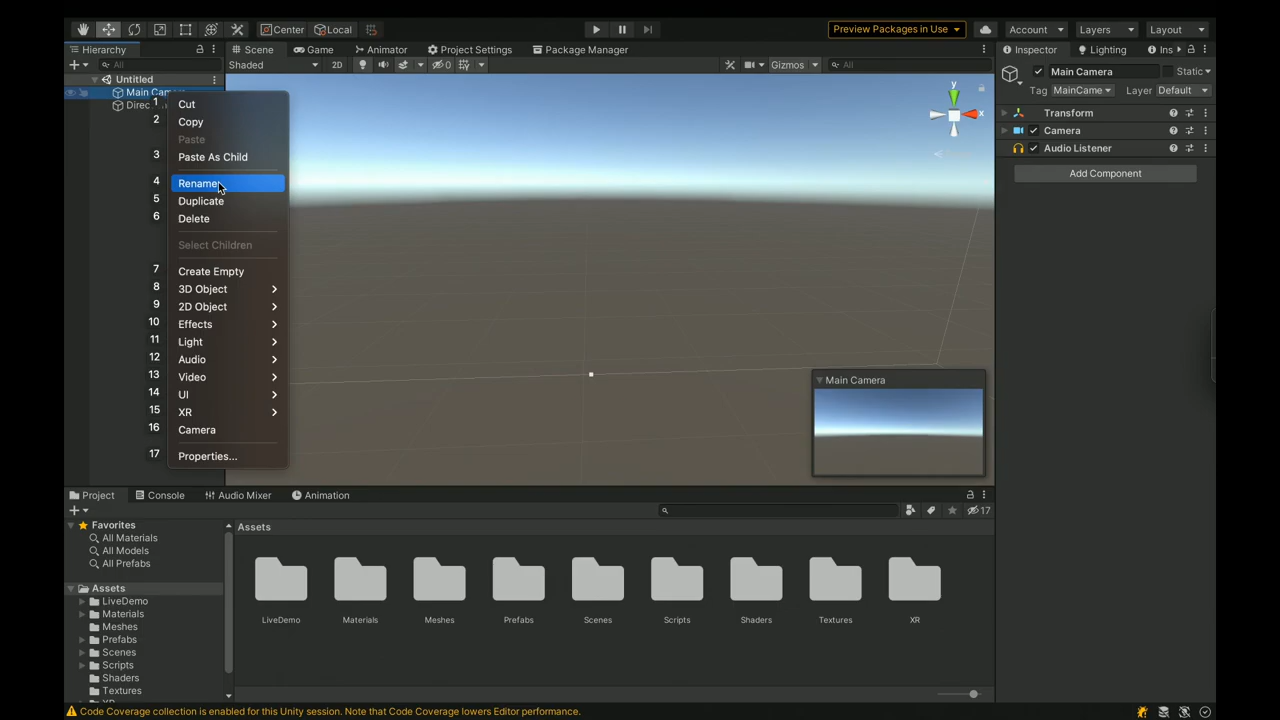 Center
Local
Preview Packages in Use
Account
Layers
Layout
Hierarchy
Scene
Game
Animator
Project Settings
Package Manager
Inspector
Lighting
Ins
All
Shaded
2D
0
Gizmos
All
Untitled
Main Camera
Direc
Main Camera
Static
Tag
MainCame
Layer
Default
Transform
Camera
Audio Listener
Add Component
1 Cut
2 Copy
Paste
3 Paste As Child
4 Rename
5 Duplicate
6 Delete
Select Children
7 Create Empty
8 3D Object
9 2D Object
10 Effects
11 Light
12 Audio
13 Video
14 UI
15 XR
16 Camera
17 Properties...
y
x
Main Camera
Project
Console
Audio Mixer
Animation
17
Favorites
All Materials
All Models
All Prefabs
Assets
LiveDemo
Materials
Meshes
Prefabs
Scenes
Scripts
Shaders
Textures
Assets
LiveDemo
Materials
Meshes
Prefabs
Scenes
Scripts
Shaders
Textures
XR
Code Coverage collection is enabled for this Unity session. Note that Code Coverage lowers Editor performance.